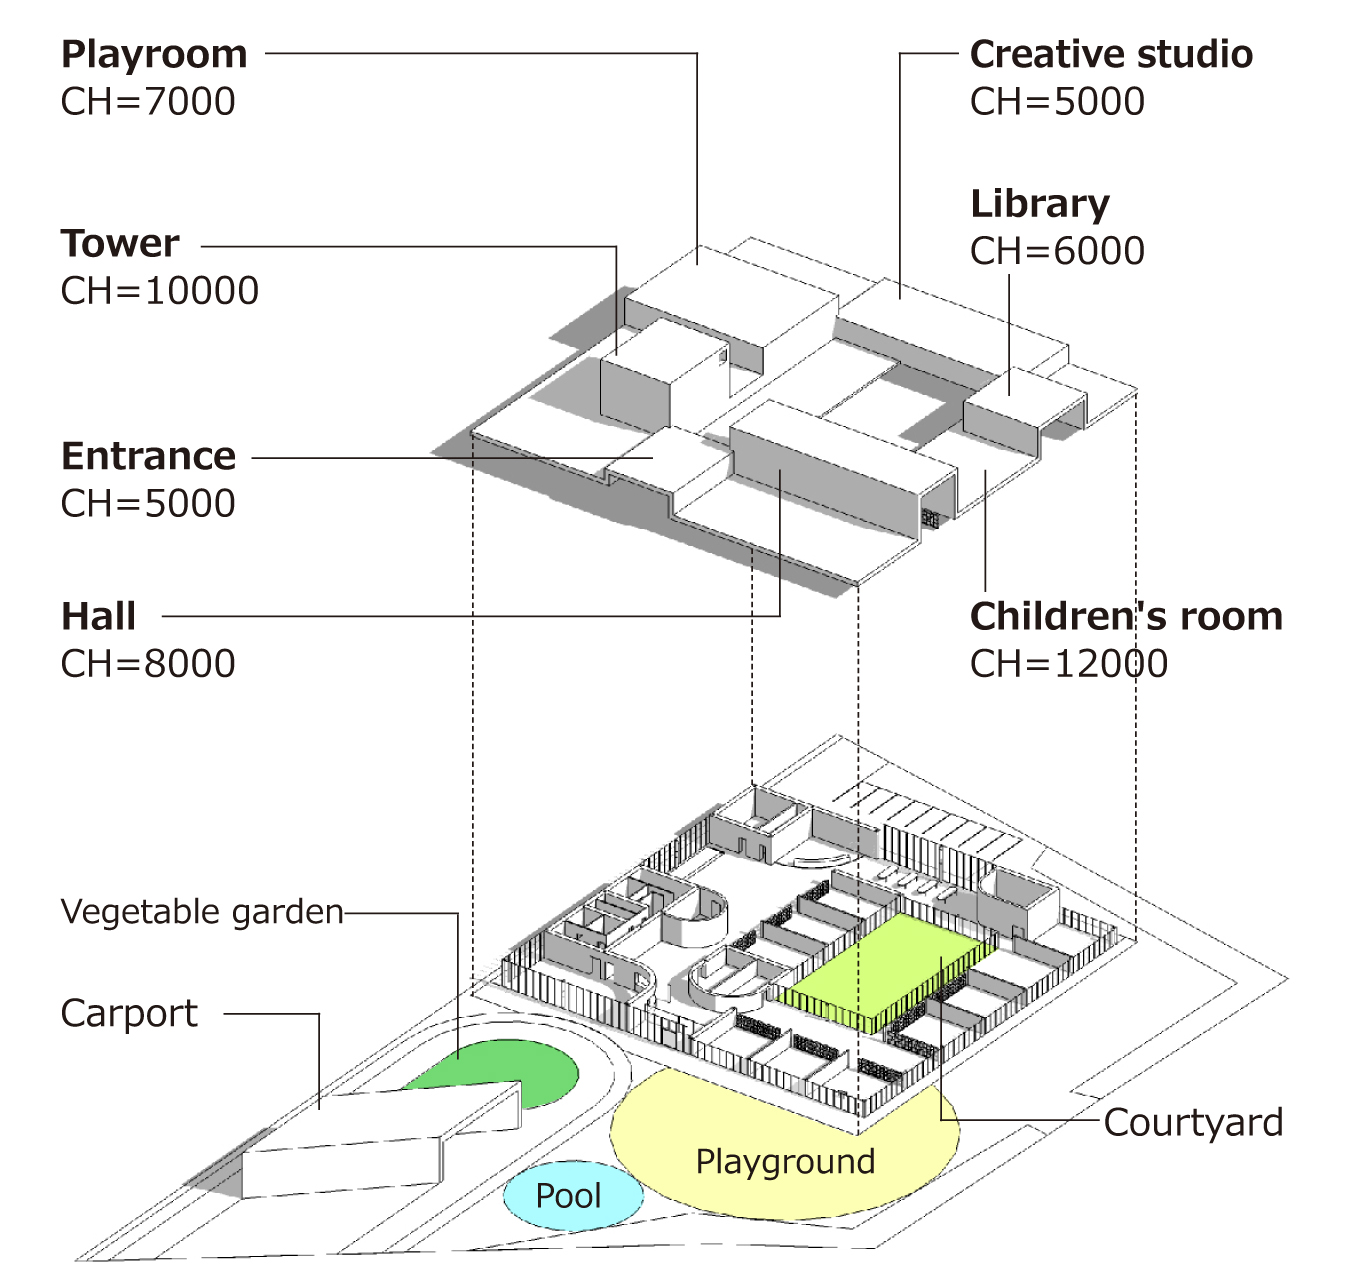 Playroom
CH=7000
Creative studio
CH=5000
Library
CH=6000
Tower
CH=10000
Entrance
CH=5000
Hall
CH=8000
Children's room
CH=12000
Vegetable garden
Carport
Courtyard
Playground
Pool